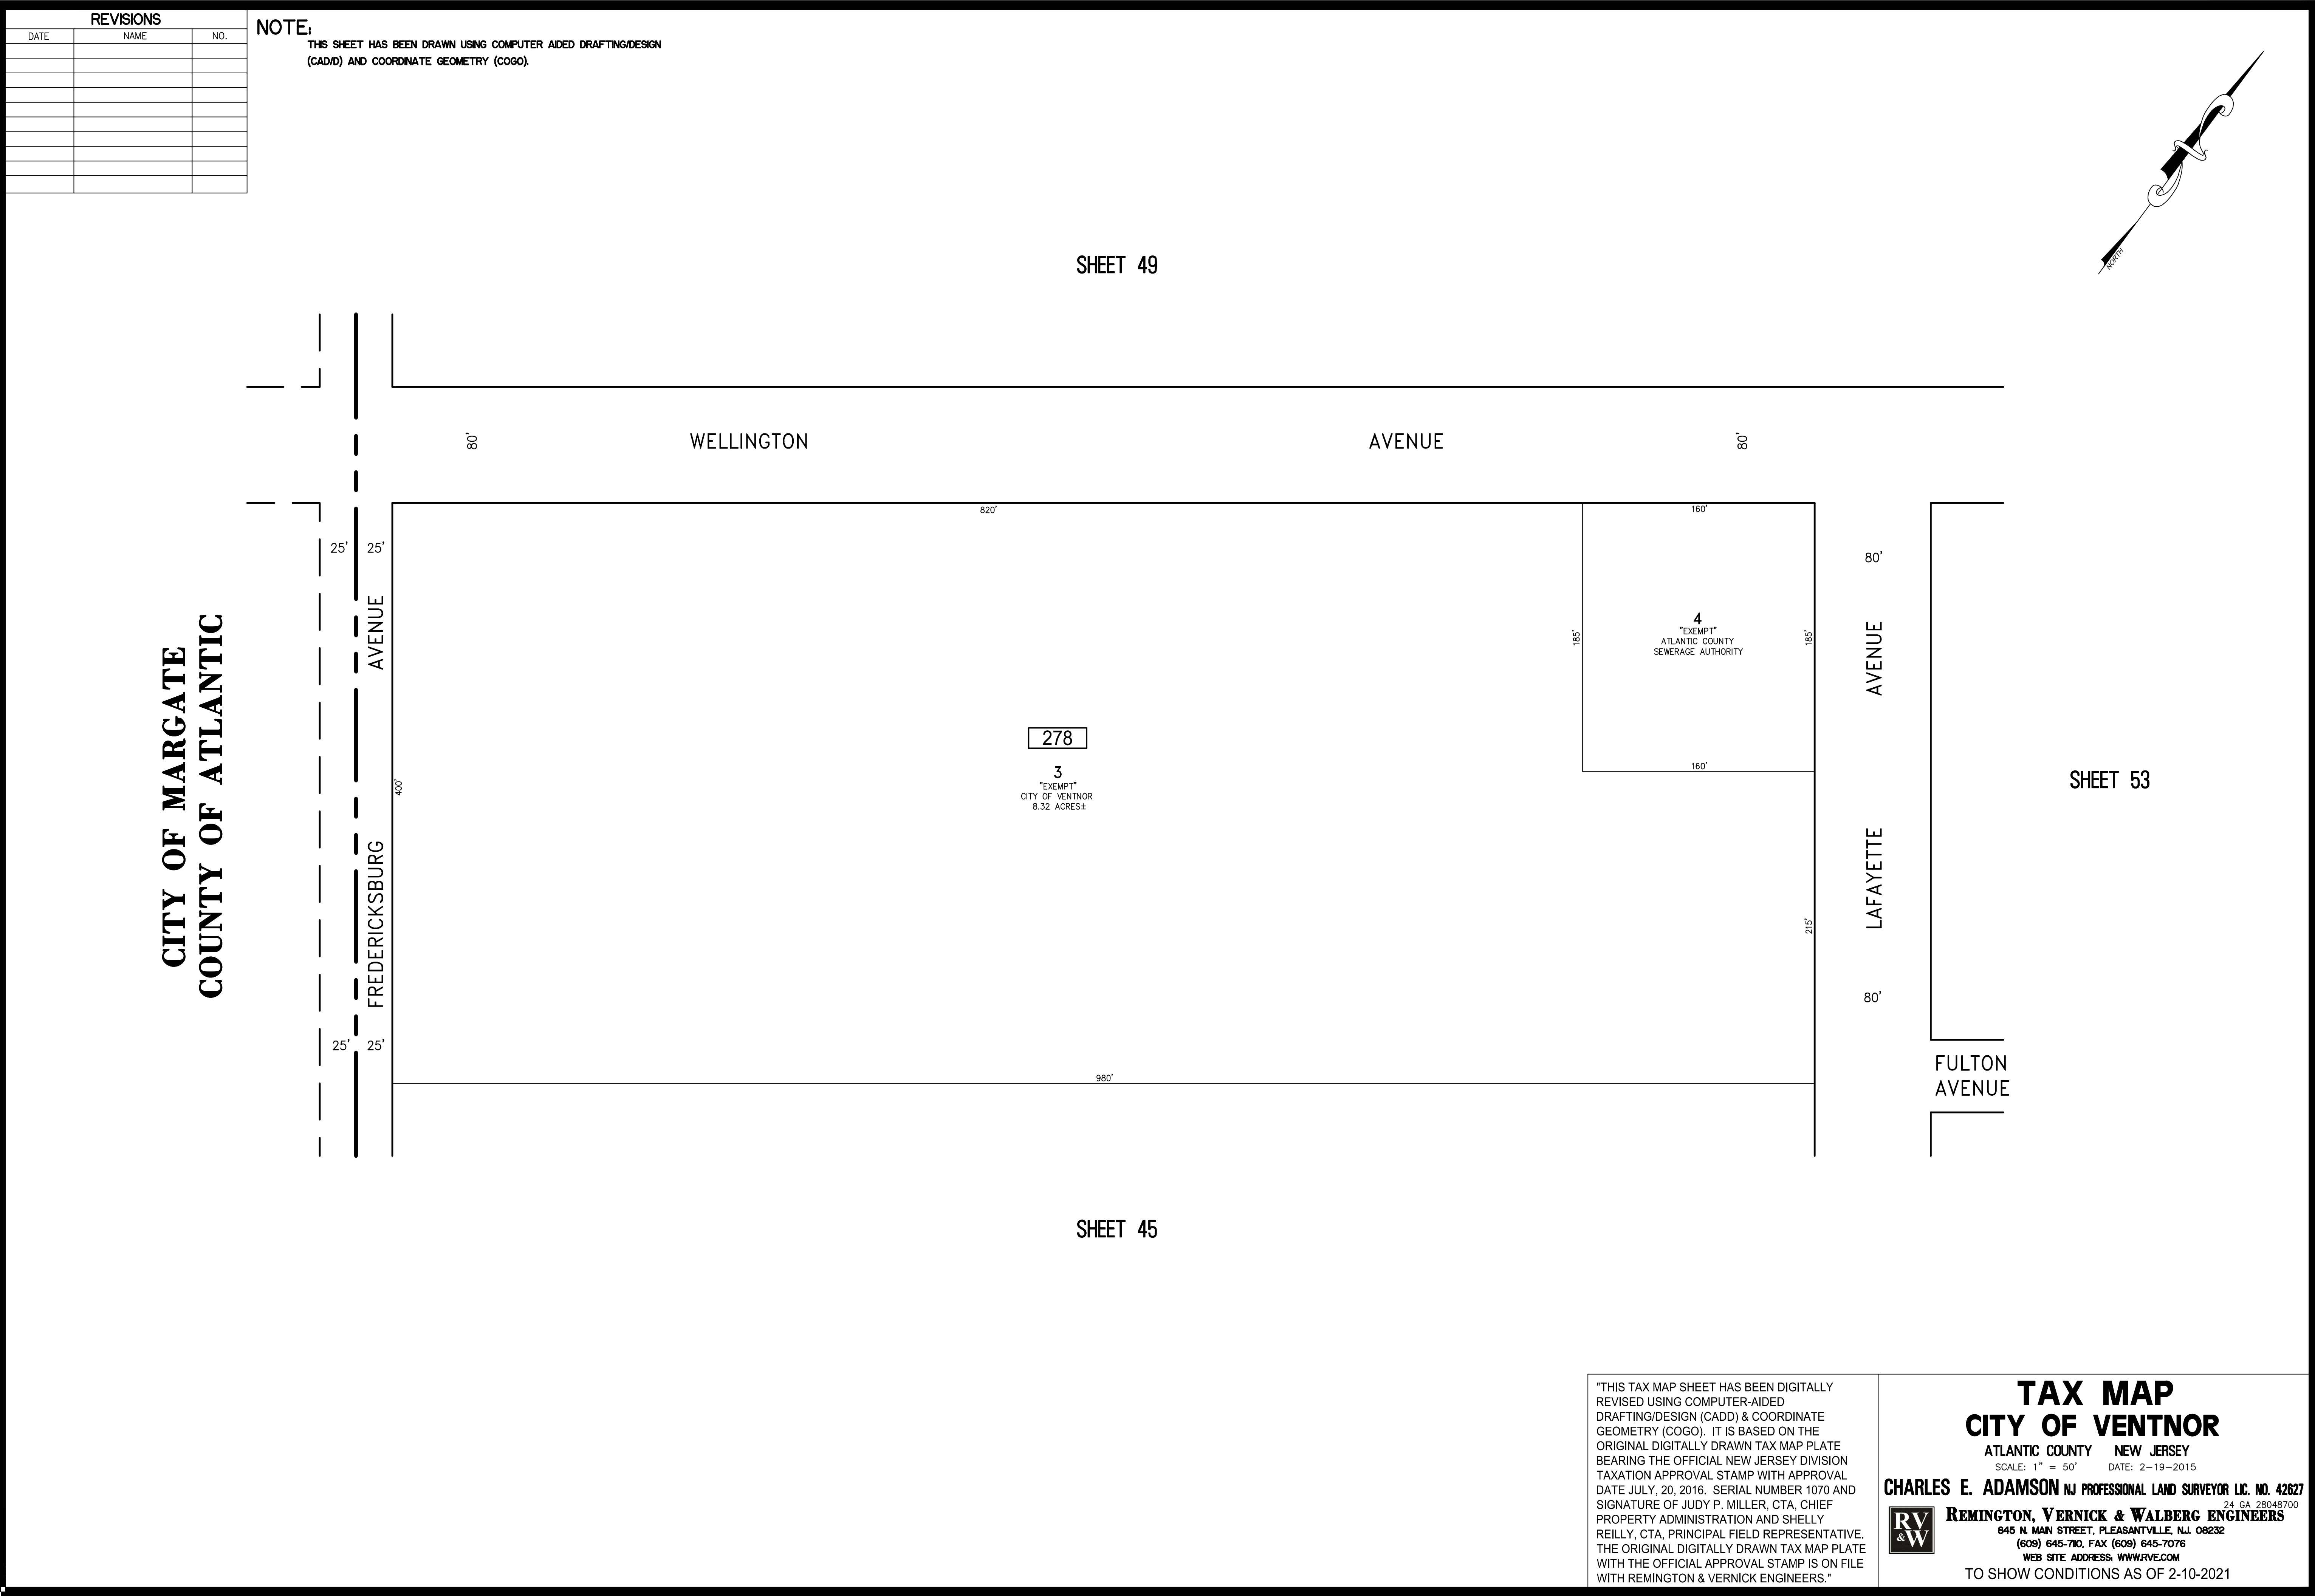 REVISIONS
DATE NAME NO.
NOTE:
THIS SHEET HAS BEEN DRAWN USING COMPUTER AIDED DRAFTING/DESIGN
(CAD/D) AND COORDINATE GEOMETRY (COGO).
NORTH
SHEET 49
80' WELLINGTON AVENUE 80'
820'
160'
25' 25'
80'
CITY OF MARGATE
COUNTY OF ATLANTIC
FREDERICKSBURG AVENUE
400'
185'
4
"EXEMPT"
ATLANTIC COUNTY
SEWERAGE AUTHORITY
185'
160'
278
3
"EXEMPT"
CITY OF VENTNOR
8.32 ACRES±
LAFAYETTE AVENUE
SHEET 53
215'
80'
25' 25'
980'
FULTON
AVENUE
SHEET 45
"THIS TAX MAP SHEET HAS BEEN DIGITALLY
REVISED USING COMPUTER-AIDED
DRAFTING/DESIGN (CADD) & COORDINATE
GEOMETRY (COGO). IT IS BASED ON THE
ORIGINAL DIGITALLY DRAWN TAX MAP PLATE
BEARING THE OFFICIAL NEW JERSEY DIVISION
TAXATION APPROVAL STAMP WITH APPROVAL
DATE JULY, 20, 2016. SERIAL NUMBER 1070 AND
SIGNATURE OF JUDY P. MILLER, CTA, CHIEF
PROPERTY ADMINISTRATION AND SHELLY
REILLY, CTA, PRINCIPAL FIELD REPRESENTATIVE.
THE ORIGINAL DIGITALLY DRAWN TAX MAP PLATE
WITH THE OFFICIAL APPROVAL STAMP IS ON FILE
WITH REMINGTON & VERNICK ENGINEERS."
TAX MAP
CITY OF VENTNOR
ATLANTIC COUNTY NEW JERSEY
SCALE: 1" = 50' DATE: 2-19-2015
CHARLES E. ADAMSON NJ PROFESSIONAL LAND SURVEYOR LIC. NO. 42627
24 GA 28048700
RV
&W
REMINGTON, VERNICK & WALBERG ENGINEERS
845 N. MAIN STREET, PLEASANTVILLE, N.J. 08232
(609) 645-7110, FAX (609) 645-7076
WEB SITE ADDRESS: WWW.RVE.COM
TO SHOW CONDITIONS AS OF 2-10-2021